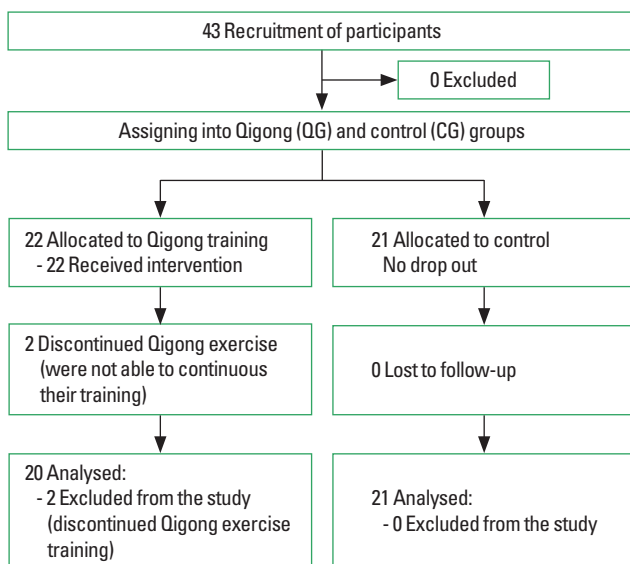 43 Recruitment of participants
0 Excluded
Assigning into Qigong (QG) and control (CG) groups
22 Allocated to Qigong training
- 22 Received intervention
21 Allocated to control
No drop out
2 Discontinued Qigong exercise
(were not able to continuous
their training)
0 Lost to follow-up
20 Analysed:
- 2 Excluded from the study
(discontinued Qigong exercise
training)
21 Analysed:
- 0 Excluded from the study